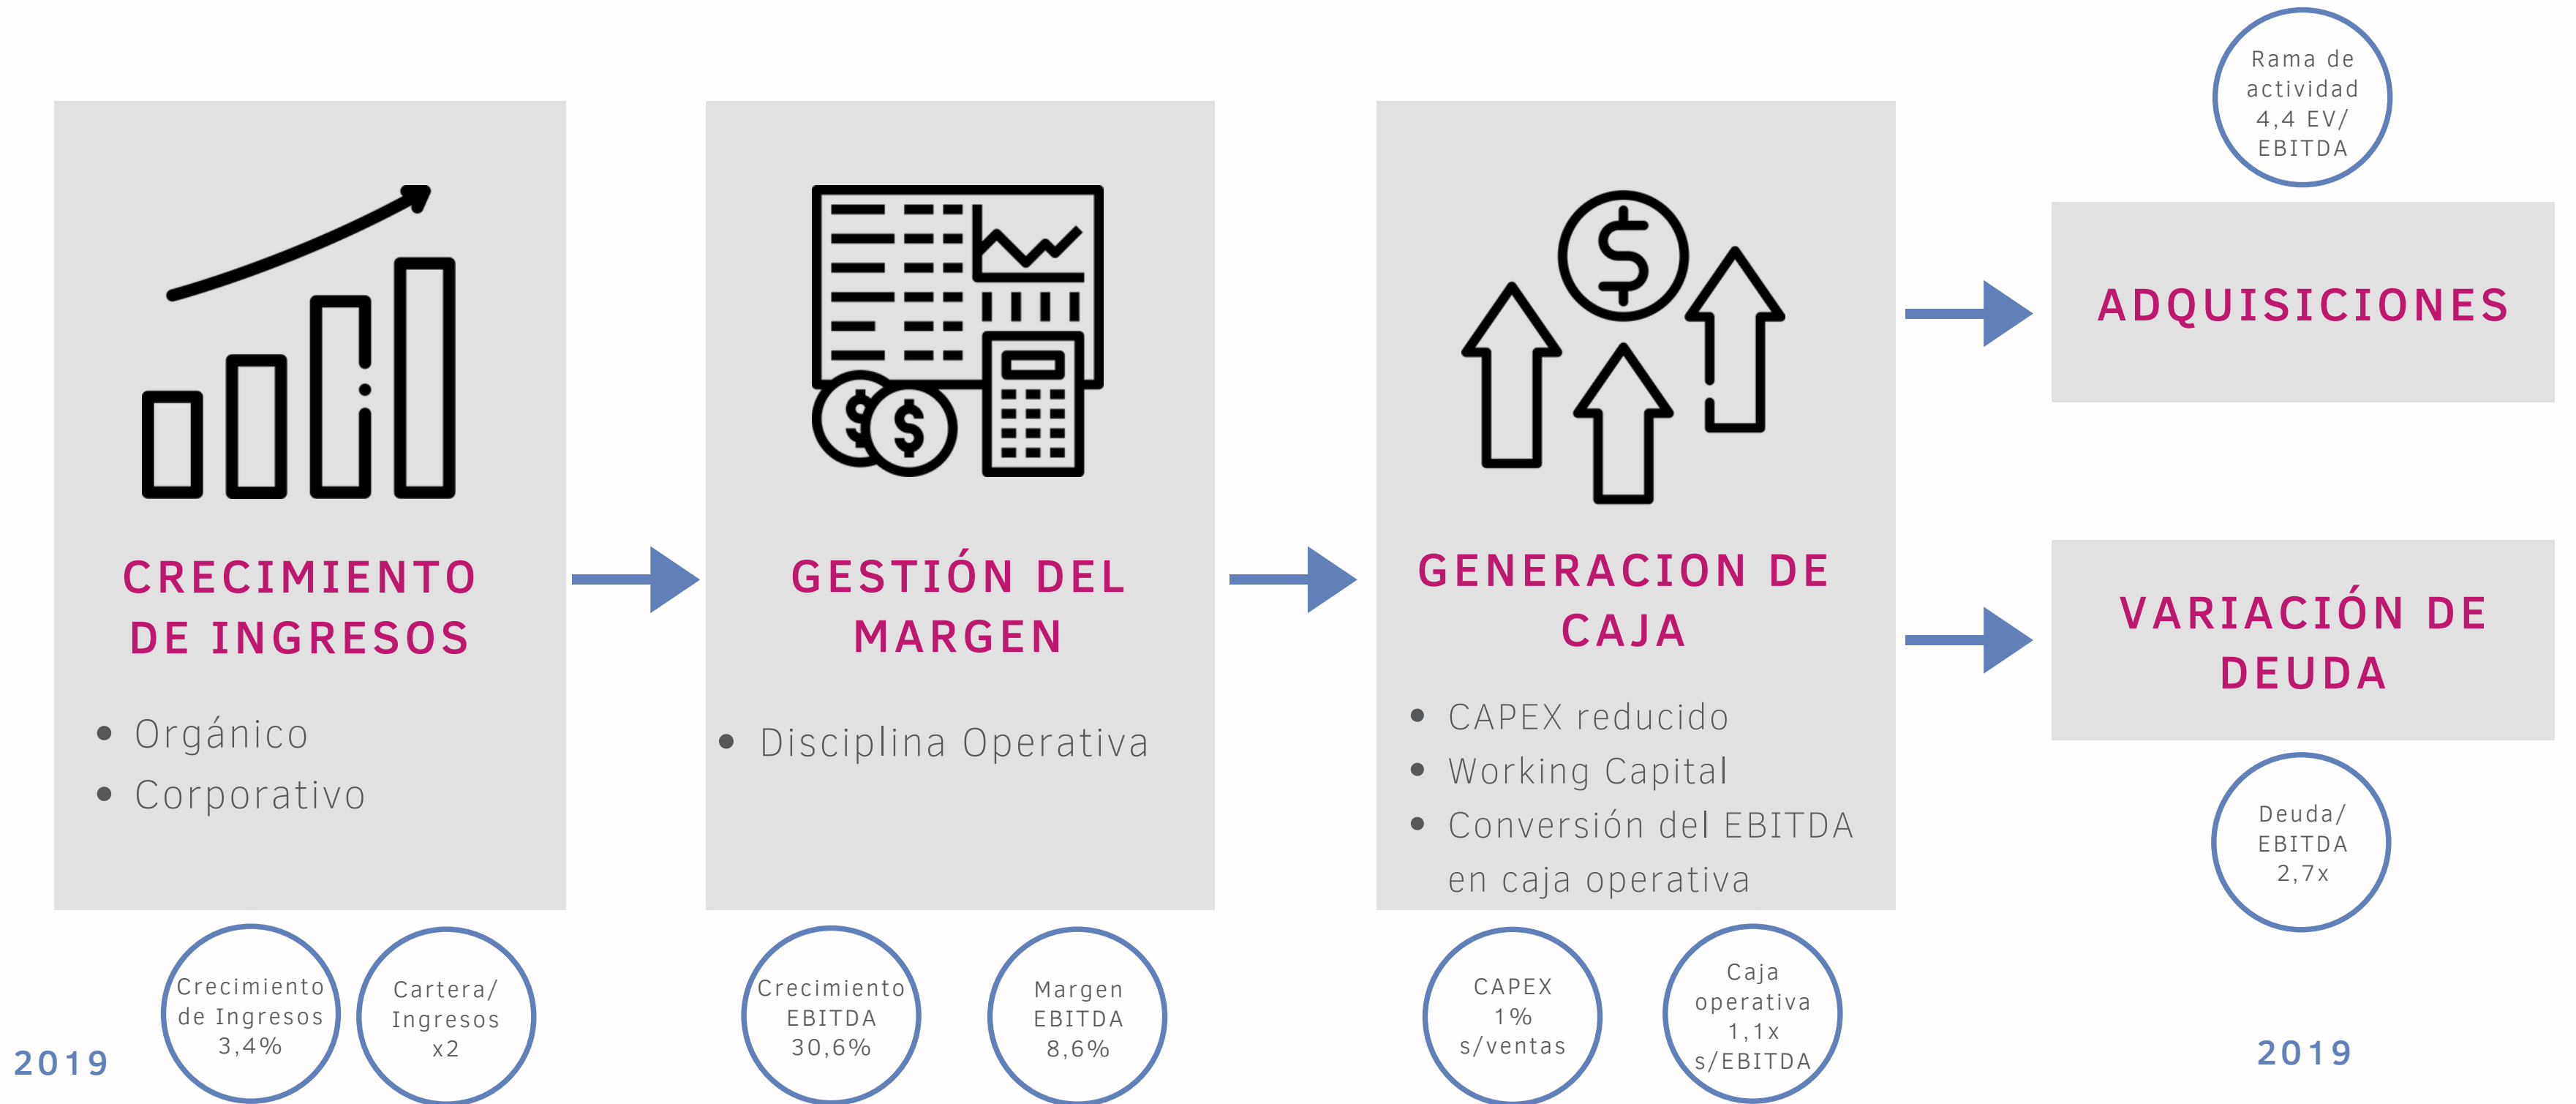 CRECIMIENTO
DE INGRESOS
• Orgánico
• Corporativo
Crecimiento
de Ingresos
3,4%
Cartera/
Ingresos
x2
2019
GESTIÓN DEL
MARGEN
• Disciplina Operativa
Crecimiento
EBITDA
30,6%
Margen
EBITDA
8,6%
GENERACION DE
CAJA
• CAPEX reducido
• Working Capital
• Conversión del EBITDA
en caja operativa
CAPEX
1%
s/ventas
Caja
operativa
1,1x
s/EBITDA
Rama de
actividad
4,4 EV/
EBITDA
ADQUISICIONES
VARIACIÓN DE
DEUDA
Deuda/
EBITDA
2,7x
2019